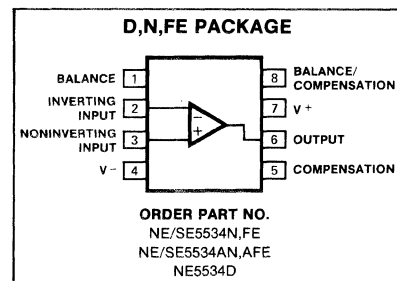 D,N,FE PACKAGE
BALANCE 1
INVERTING INPUT 2
NONINVERTING INPUT 3
V- 4
8 BALANCE/ COMPENSATION
7 V+
6 OUTPUT
5 COMPENSATION
- 
+
ORDER PART NO.
NE/SE5534N,FE
NE/SE5534AN,AFE
NE5534D